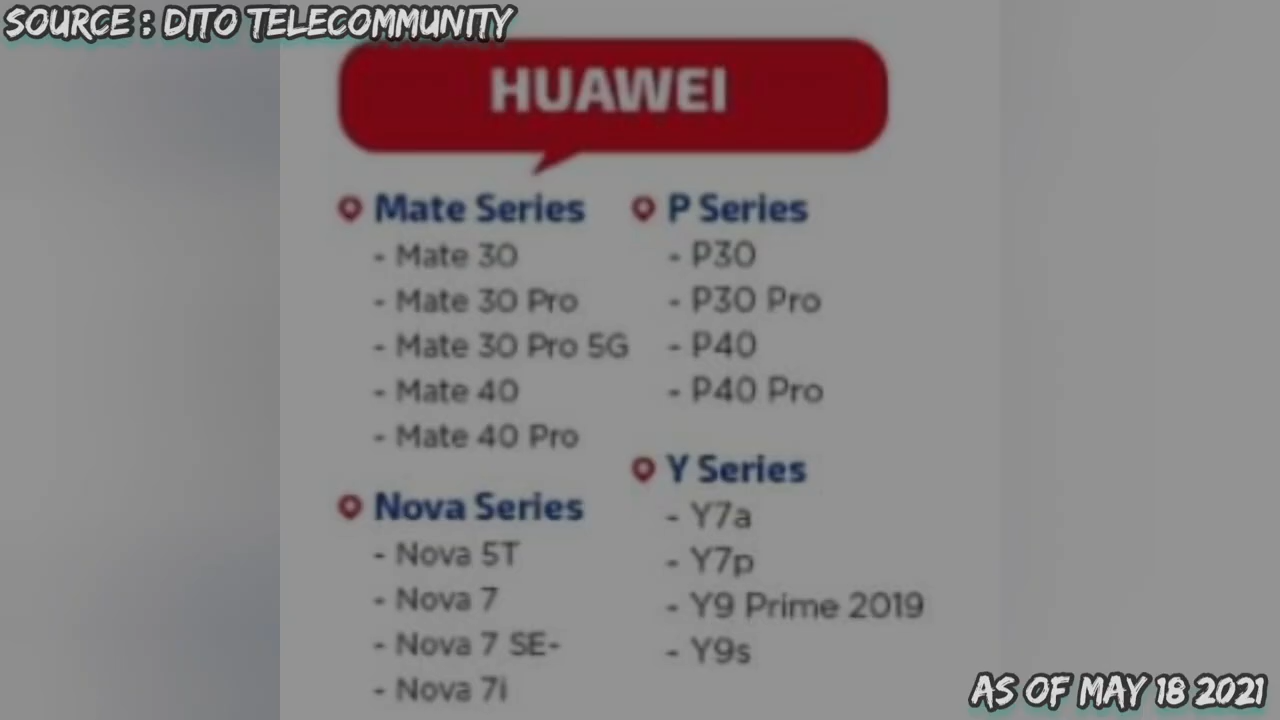 SOURCE : DITO TELECOMMUNITY
HUAWEI
Mate Series
- Mate 30
- Mate 30 Pro
- Mate 30 Pro 5G
- Mate 40
- Mate 40 Pro
Nova Series
- Nova 5T
- Nova 7
- Nova 7 SE-
- Nova 7i
P Series
- P30
- P30 Pro
- P40
- P40 Pro
Y Series
- Y7a
- Y7p
- Y9 Prime 2019
- Y9s
AS OF MAY 18 2021